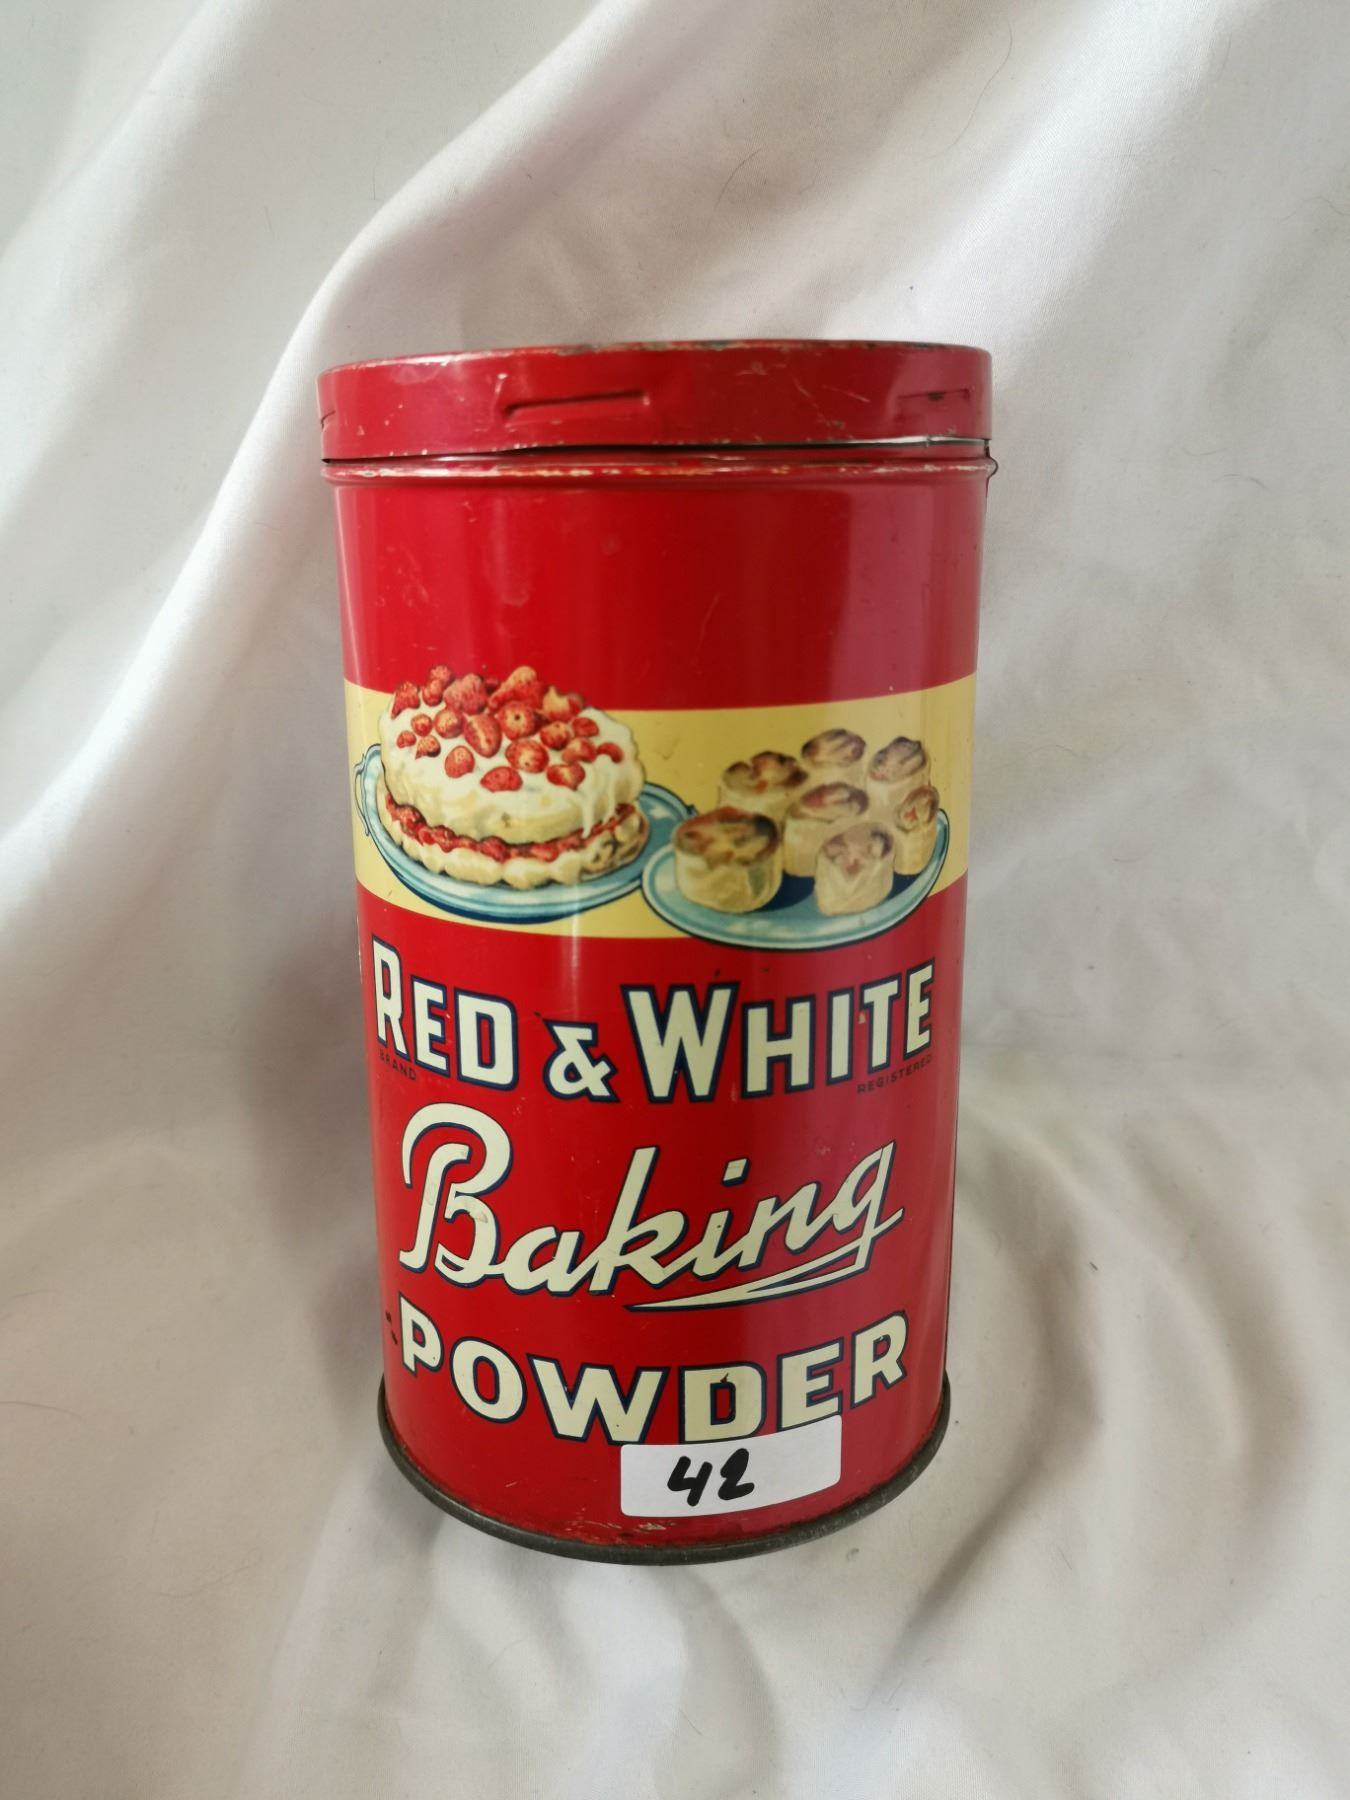 RED & WHITE
BRAND REGISTERED
Baking
POWDER
42